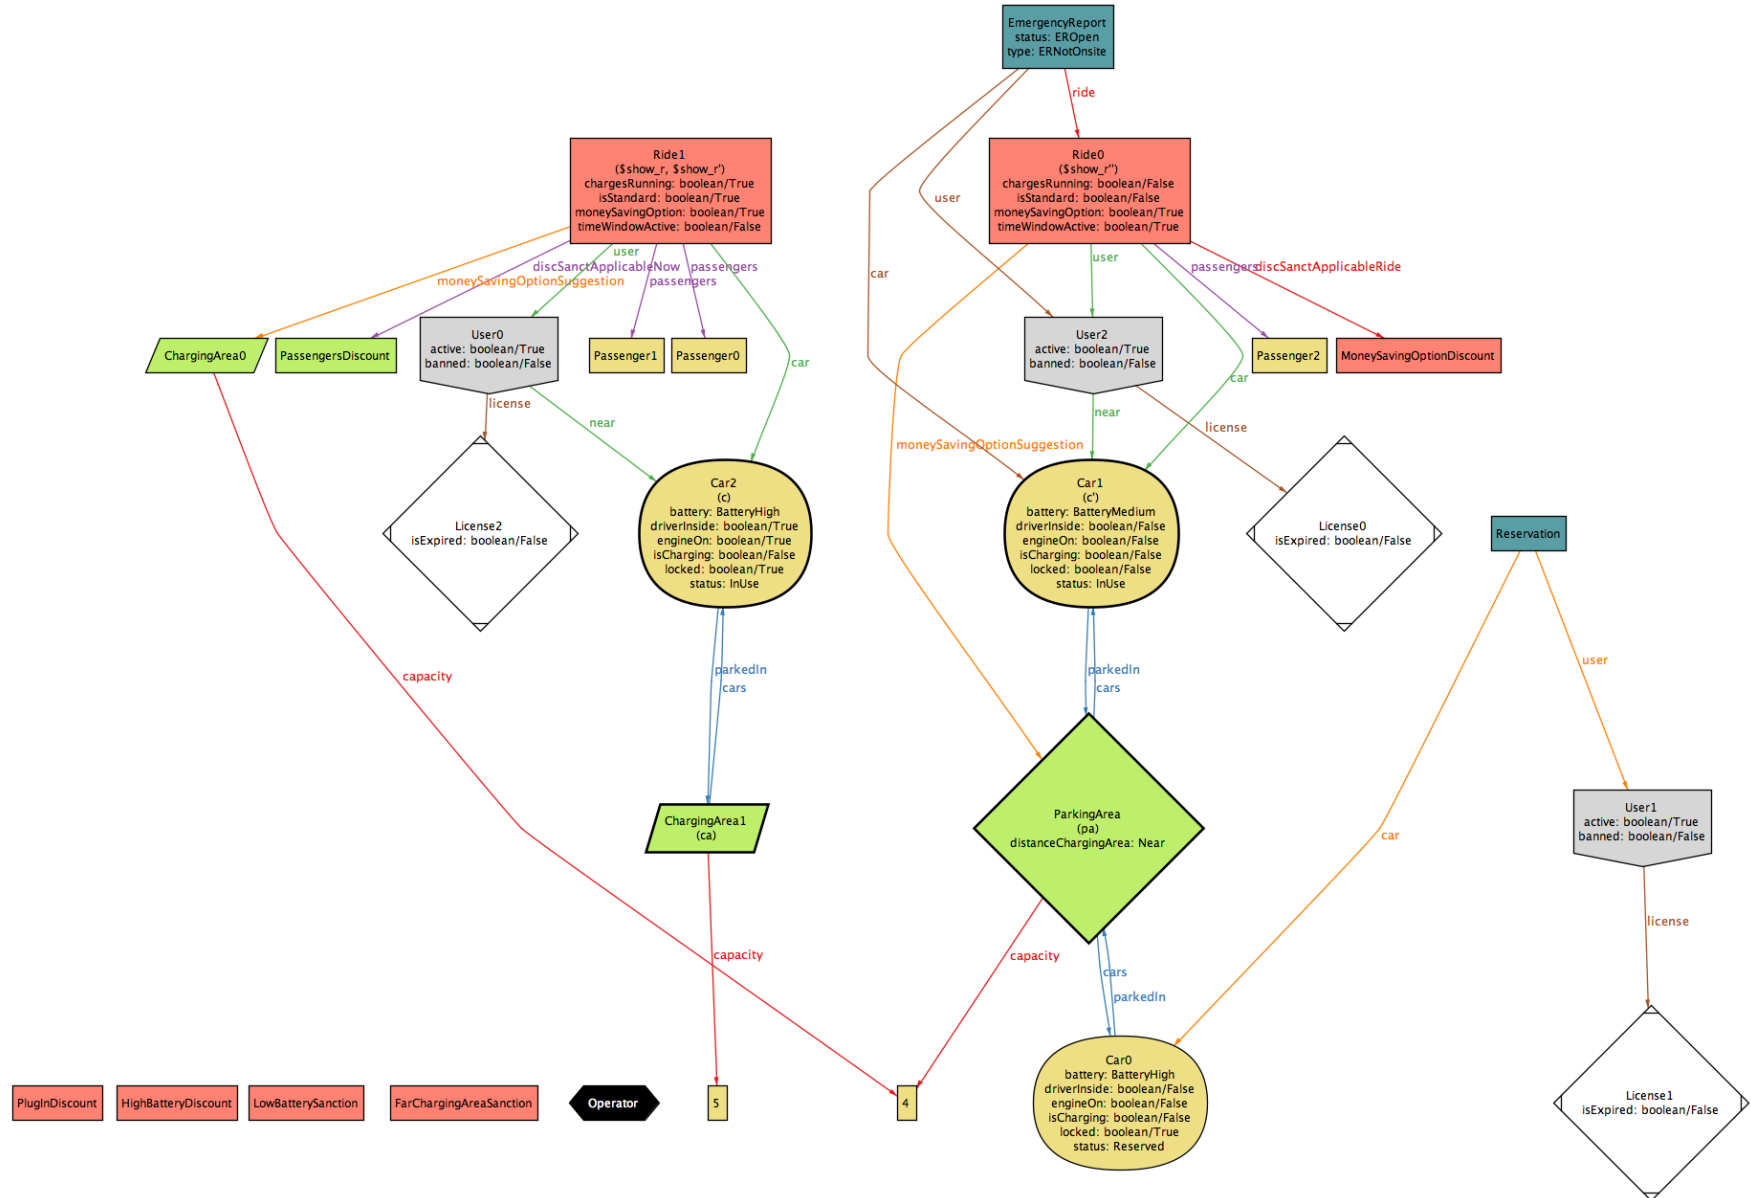 EmergencyReport
status: EROpen
type: ERNotOnsite
ride
Ride1
($show_r, $show_r')
chargesRunning: boolean/True
isStandard: boolean/True
moneySavingOption: boolean/True
timeWindowActive: boolean/False
Ride0
($show_r'')
chargesRunning: boolean/False
isStandard: boolean/False
moneySavingOption: boolean/True
timeWindowActive: boolean/True
user
car
user
discSanctApplicableNow
passengers
moneySavingOptionSuggestion
passengers
user
passengers
discSanctApplicableRide
ChargingArea0
PassengersDiscount
User0
active: boolean/True
banned: boolean/False
Passenger1
Passenger0
car
User2
active: boolean/True
banned: boolean/False
Passenger2
MoneySavingOptionDiscount
car
license
near
near
license
moneySavingOptionSuggestion
License2
isExpired: boolean/False
Car2
(c)
battery: BatteryHigh
driverInside: boolean/True
engineOn: boolean/True
isCharging: boolean/False
locked: boolean/True
status: InUse
Car1
(c')
battery: BatteryMedium
driverInside: boolean/False
engineOn: boolean/False
isCharging: boolean/False
locked: boolean/False
status: InUse
License0
isExpired: boolean/False
Reservation
capacity
parkedIn
cars
parkedIn
cars
user
ChargingArea1
(ca)
ParkingArea
(pa)
distanceChargingArea: Near
car
User1
active: boolean/True
banned: boolean/False
license
capacity
capacity
cars
parkedIn
PlugInDiscount
HighBatteryDiscount
LowBatterySanction
FarChargingAreaSanction
Operator
5
4
Car0
battery: BatteryHigh
driverInside: boolean/False
engineOn: boolean/False
isCharging: boolean/False
locked: boolean/True
status: Reserved
License1
isExpired: boolean/False